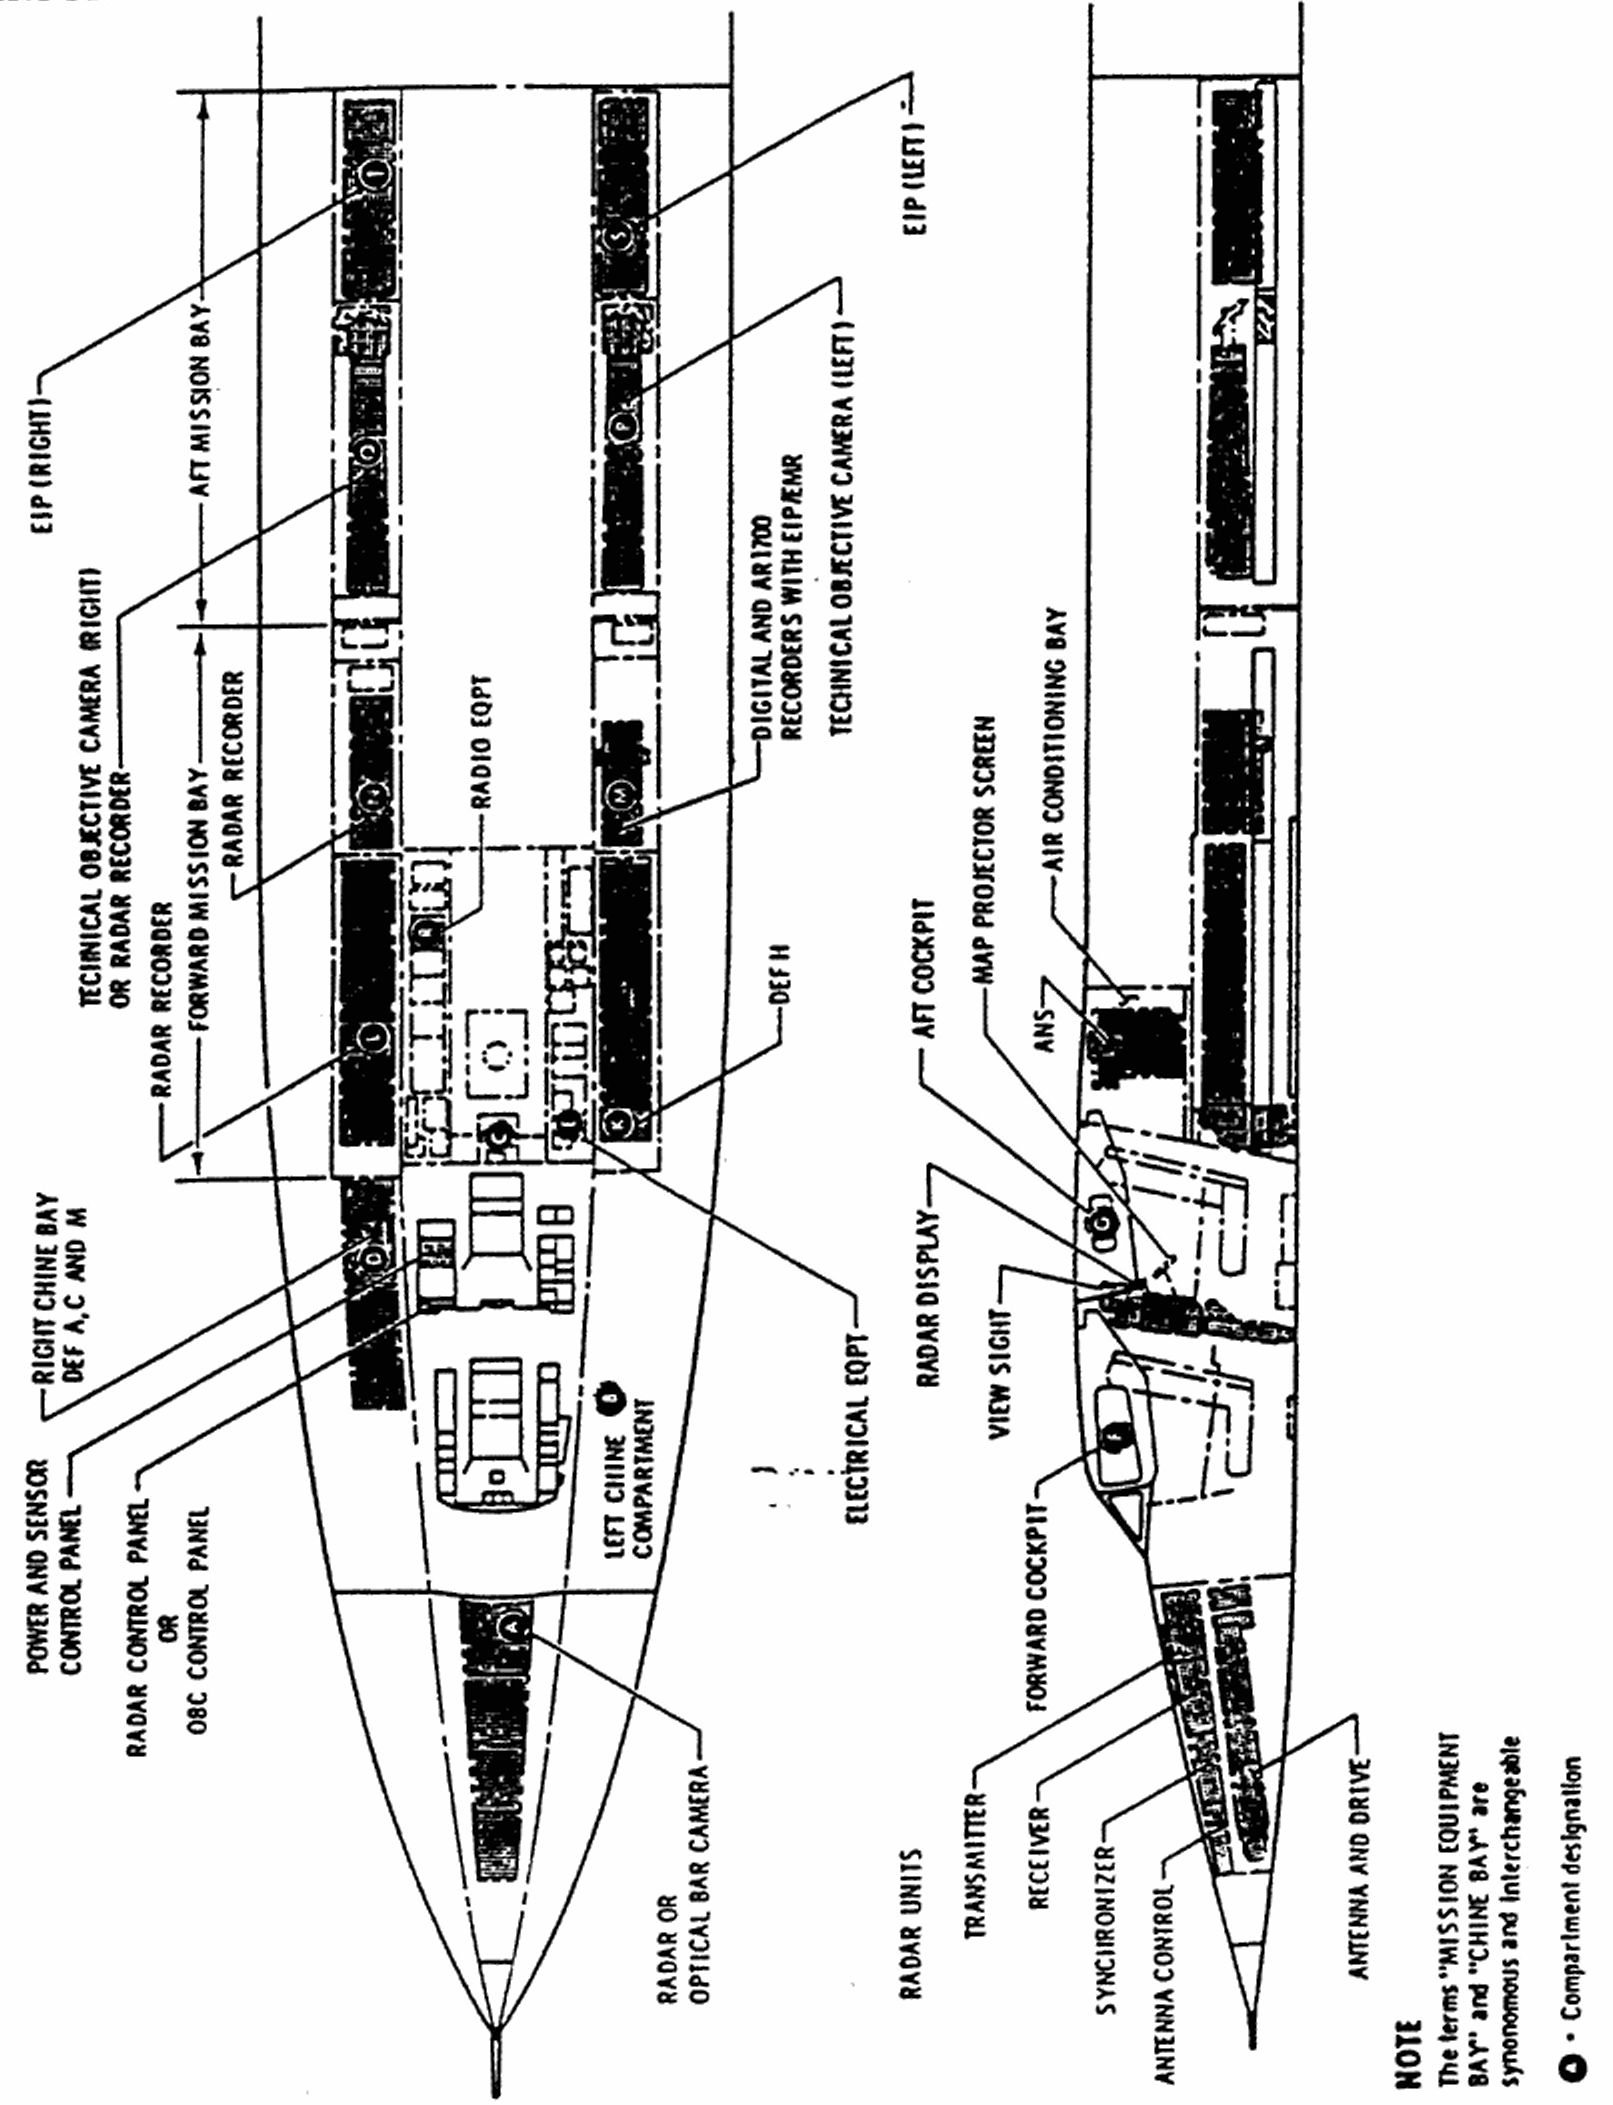 POWER AND SENSOR
CONTROL PANEL
RIGHT CHINE BAY
DEF A, C AND M
RADAR CONTROL PANEL
OR
OBC CONTROL PANEL
RADAR RECORDER
TECINICAL OBJECTIVE CAMERA (RIGHT)
OR RADAR RECORDER
EIP (RIGHT)
FORWARD MISSION BAY
AFT MISSION BAY
RADAR RECORDER
RADIO EQPT
D
L
N
Q
T
R
A
E
K
M
P
S
LEFT CHINE
COMPARTMENT
RADAR OR
OPTICAL BAR CAMERA
ELECTRICAL EQPT
DEF H
DIGITAL AND AR1700
RECORDERS WITH EIP/EMR
TECHNICAL OBJECTIVE CAMERA (LEFT)
EIP (LEFT)
RADAR UNITS
TRANSMITTER
RECEIVER
SYNCIIRONIZER
ANTENNA CONTROL
ANTENNA AND DRIVE
FORWARD COCKPIT
VIEW SIGHT
RADAR DISPLAY
AFT COCKPIT
G
MAP PROJECTOR SCREEN
ANS
AIR CONDITIONING BAY
NOTE
The terms "MISSION EQUIPMENT
BAY" and "CHINE BAY" are
synonomous and interchangeable
A • Compartment designation